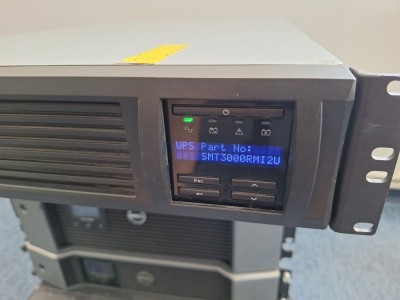 UPS Part No:
SMT3000RMI2U
Esc